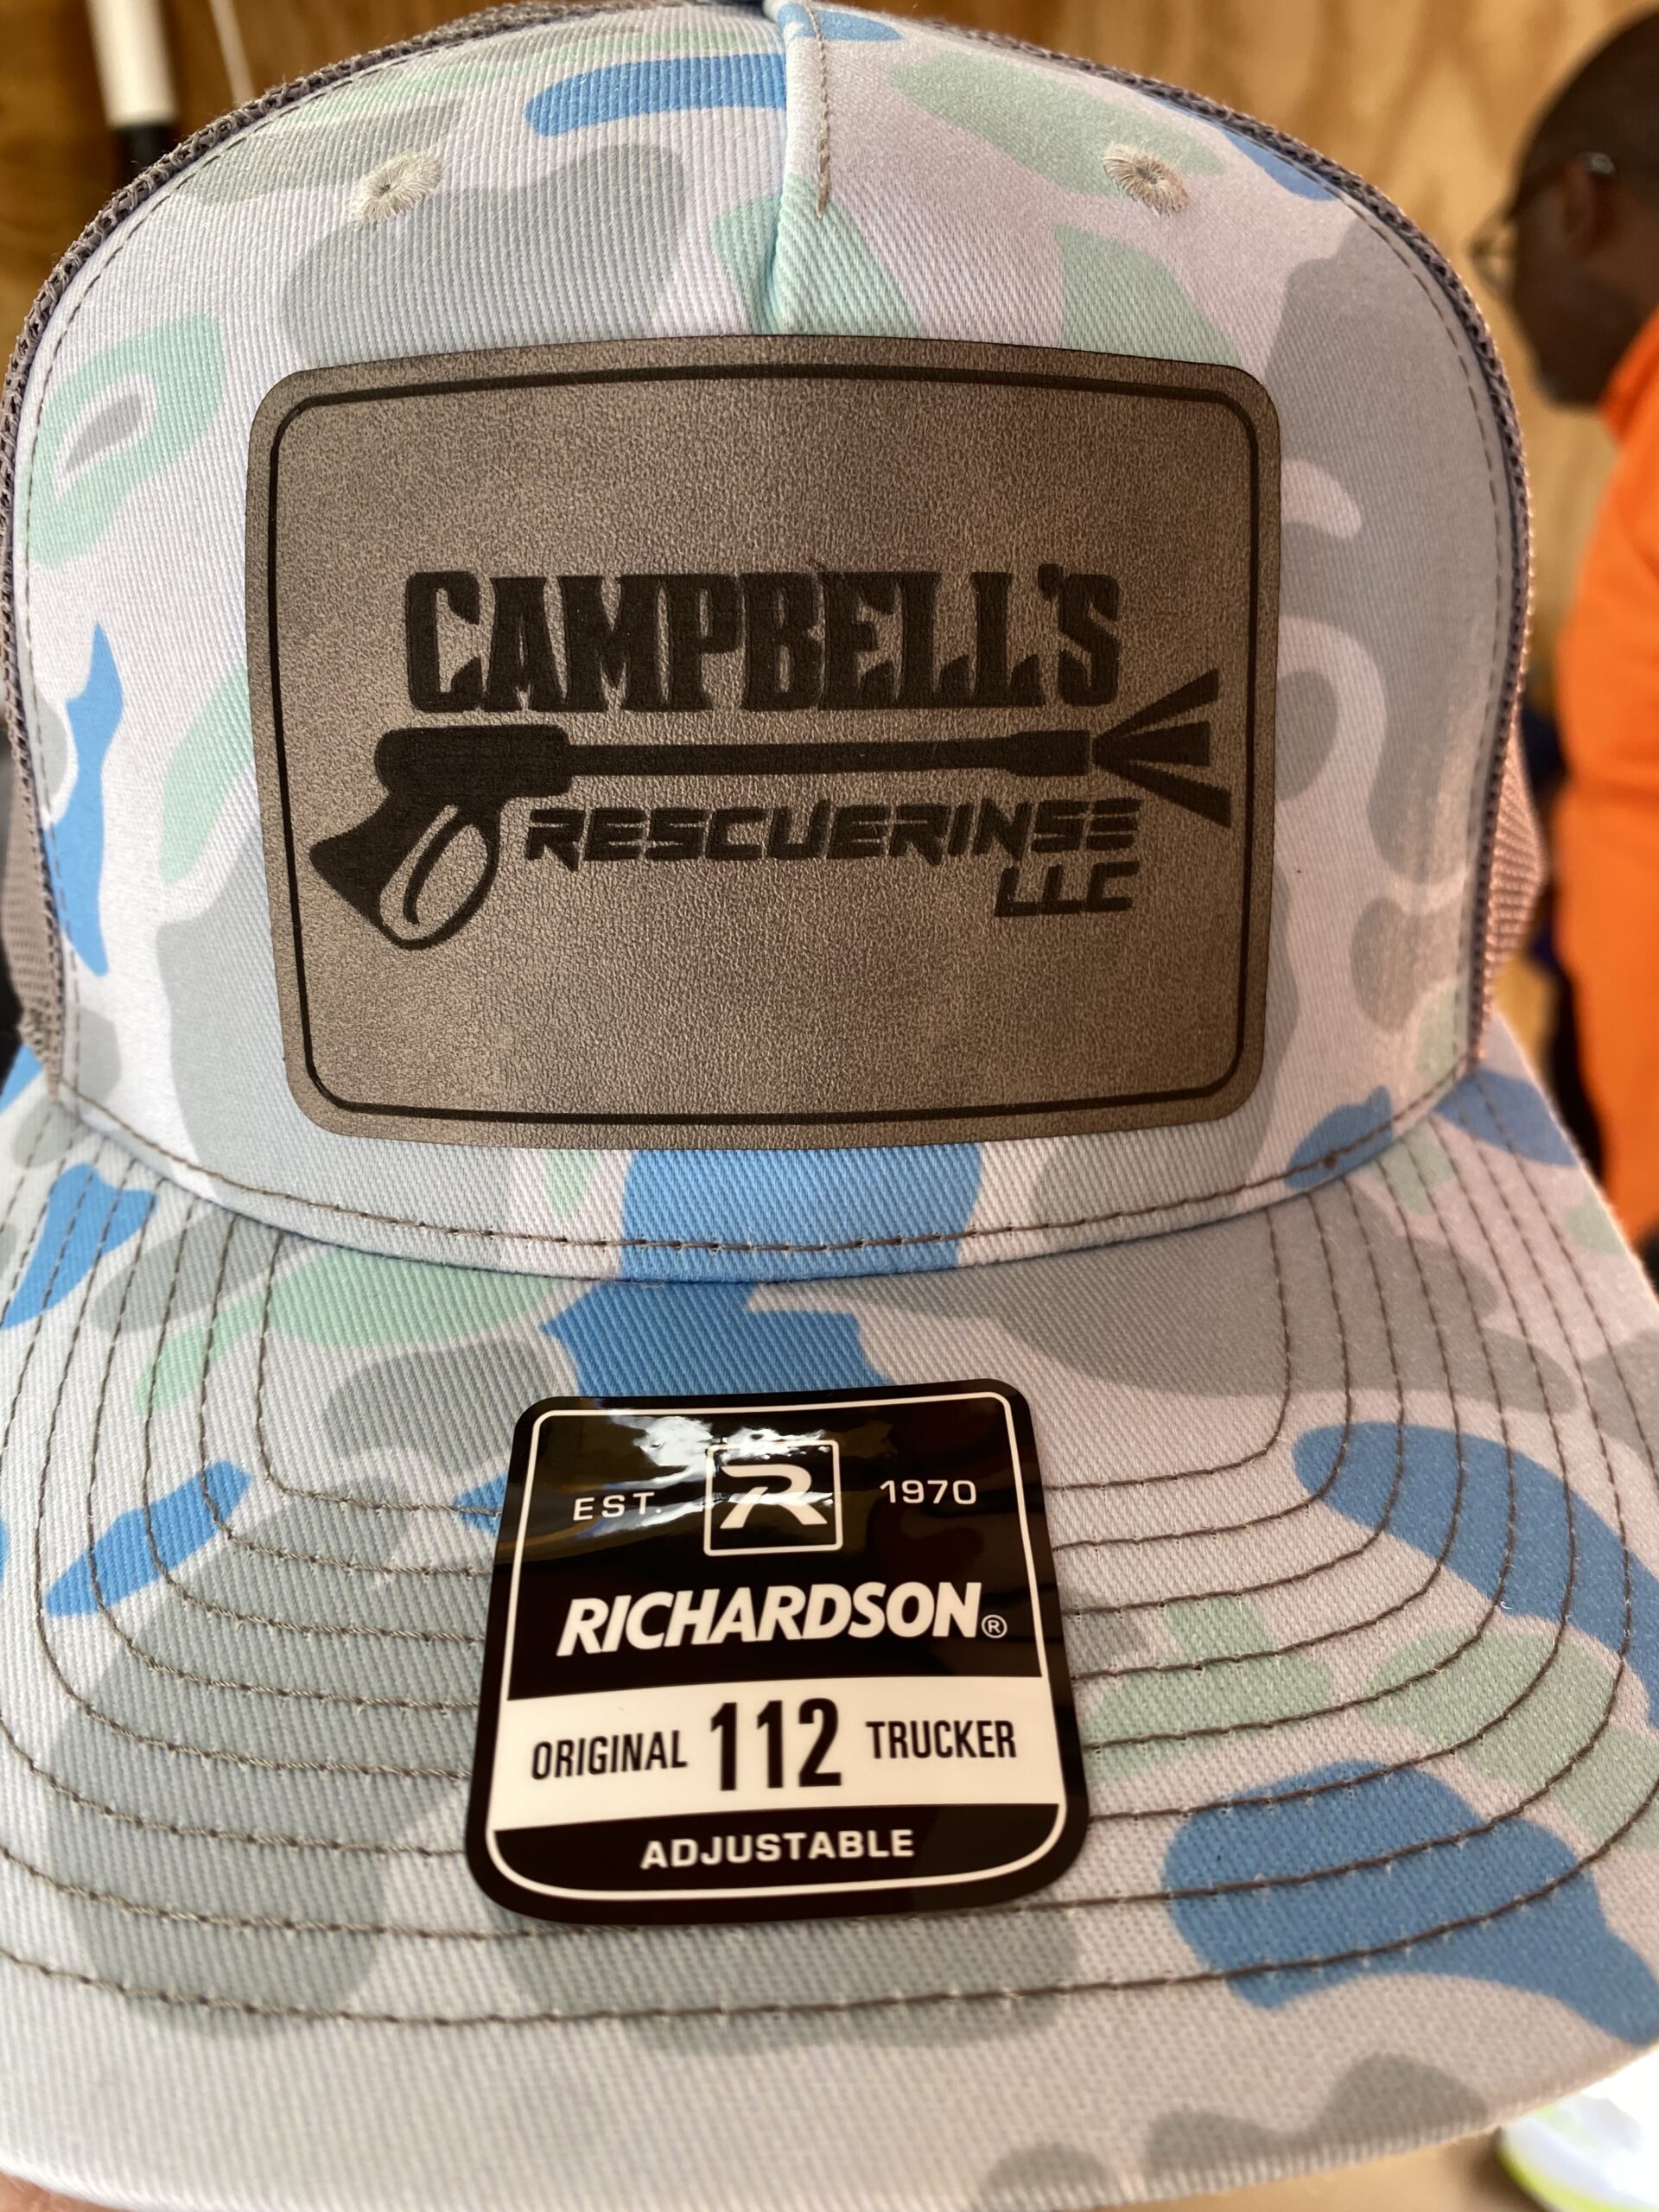 CAMPBELL'S
RESCUERINSE
LLC
EST. R 1970
RICHARDSON®
ORIGINAL 112 TRUCKER
ADJUSTABLE